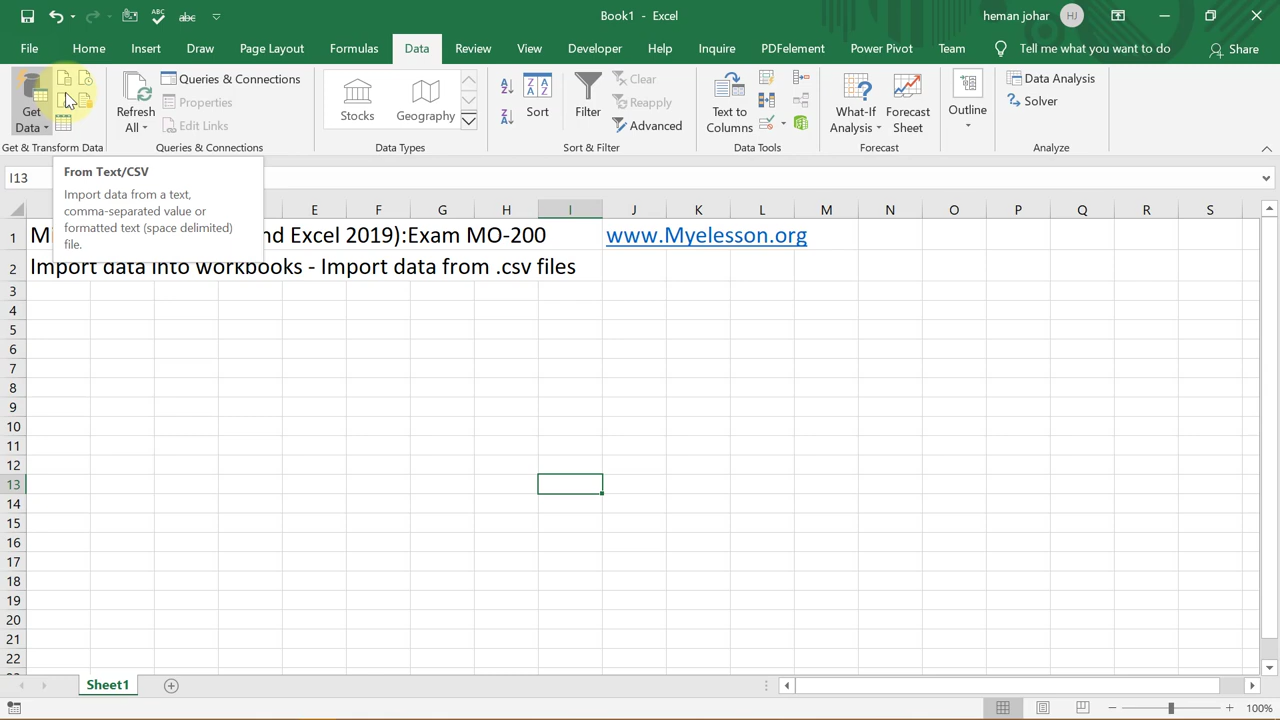 Book1 - Excel
heman johar
HJ
File
Home
Insert
Draw
Page Layout
Formulas
Data
Review
View
Developer
Help
Inquire
PDFelement
Power Pivot
Team
Tell me what you want to do
Share
Get
Data
Refresh
All
Queries & Connections
Properties
Edit Links
Stocks
Geography
Sort
Filter
Clear
Reapply
Advanced
Text to
Columns
What-If
Analysis
Forecast
Sheet
Outline
Data Analysis
Solver
Get & Transform Data
Queries & Connections
Data Types
Sort & Filter
Data Tools
Forecast
Analyze
I13
From Text/CSV
Import data from a text,
comma-separated value or
formatted text (space delimited)
file.
E F G H I J K L M N O P Q R S
1 Mi nd Excel 2019):Exam MO-200 www.Myelesson.org
2 Import data into workbooks - Import data from .csv files
3
4
5
6
7
8
9
10
11
12
13
14
15
16
17
18
19
20
21
22
Sheet1
100%